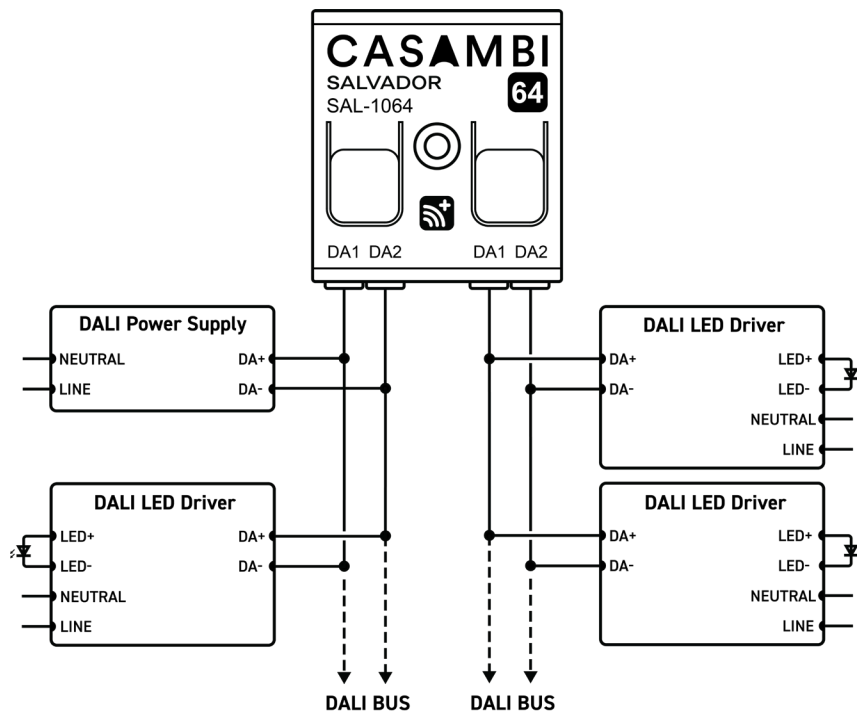 CASAMBI
SALVADOR
SAL-1064
64
DA1 DA2
DA1 DA2
DALI Power Supply
NEUTRAL
DA+
LINE
DA-
DALI LED Driver
DA+
LED+
DA-
LED-
NEUTRAL
LINE
DALI LED Driver
LED+
DA+
LED-
DA-
NEUTRAL
LINE
DALI LED Driver
DA+
LED+
DA-
LED-
NEUTRAL
LINE
DALI BUS
DALI BUS